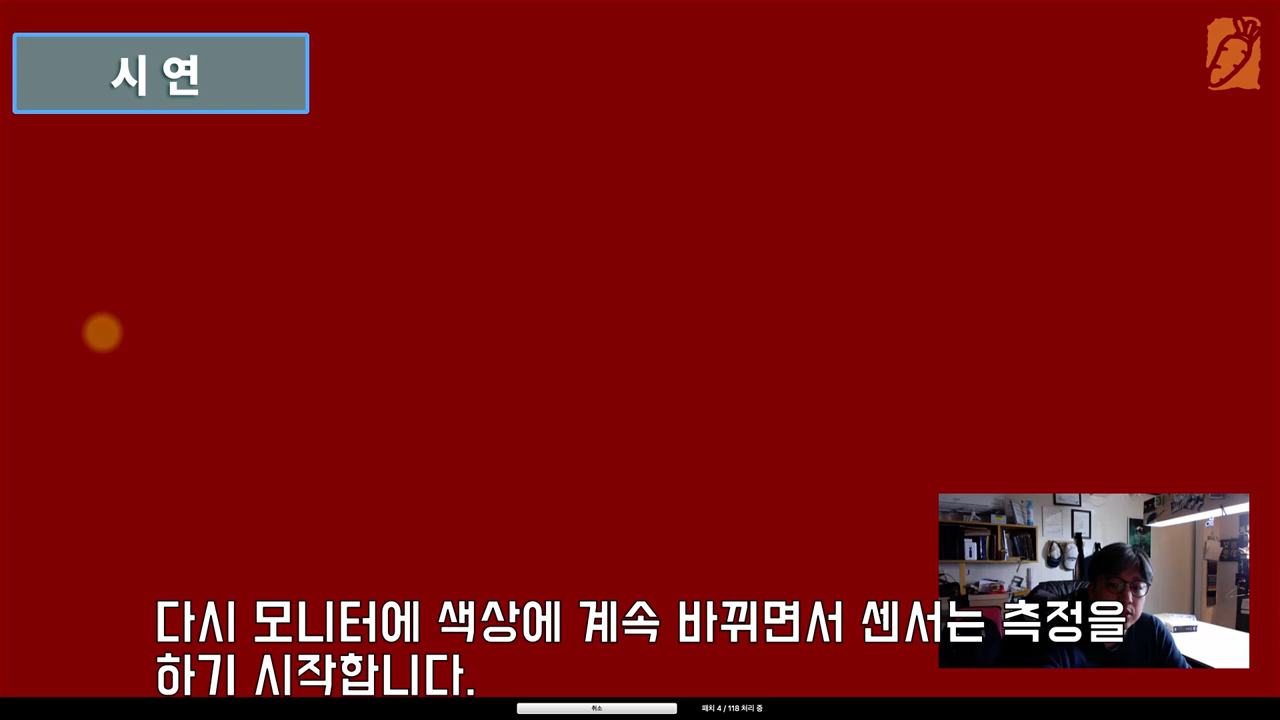 시 연
다시 모니터에 색상에 계속 바뀌면서 센서는 측정을
하기 시작합니다.
취소
패치 4 / 118 처리 중